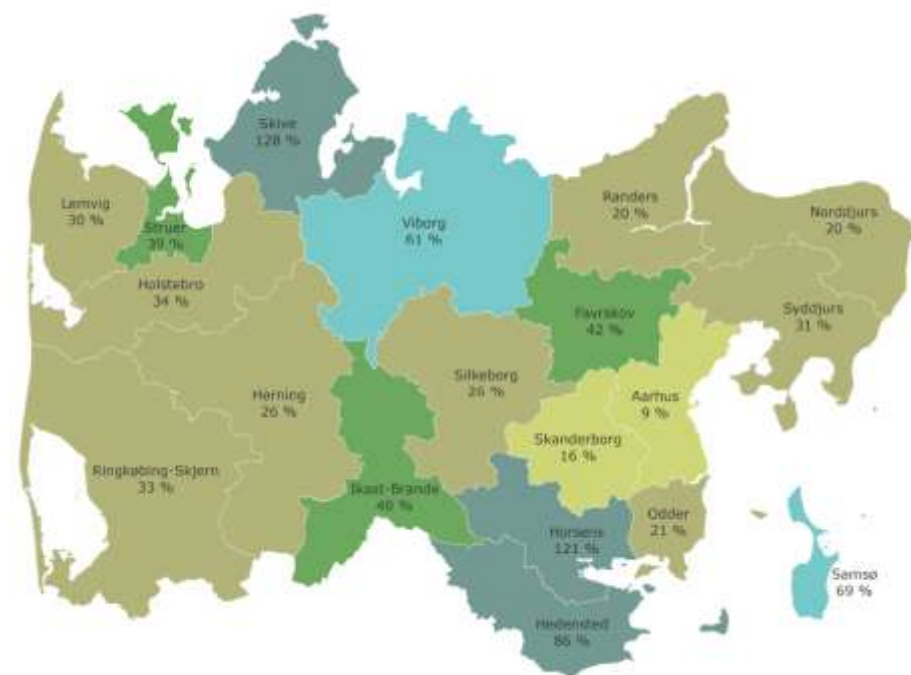 Skive
128 %
Lemvig
30 %
Struer
39 %
Viborg
61 %
Randers
20 %
Norddjurs
20 %
Holstebro
34 %
Favrskov
42 %
Syddjurs
31 %
Herning
26 %
Silkeborg
26 %
Aarhus
9 %
Skanderborg
16 %
Ringkøbing-Skjern
33 %
Ikast-Brande
40 %
Horsens
121 %
Odder
21 %
Samsø
69 %
Hedensted
86 %